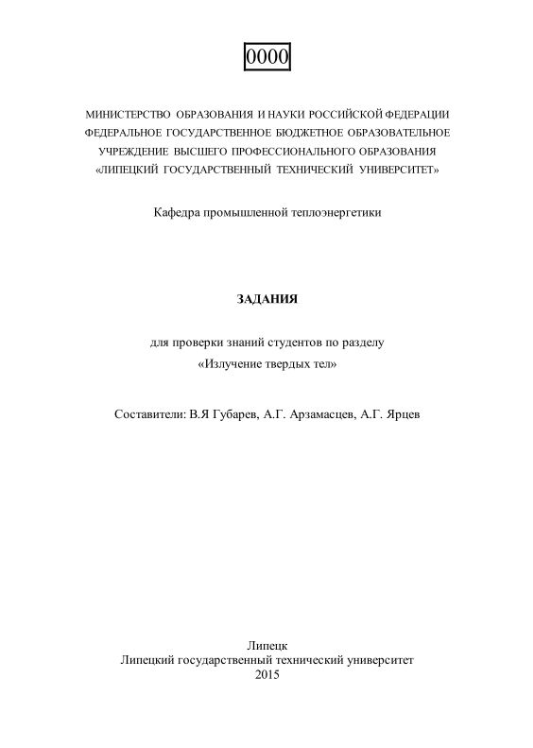 0000
МИНИСТЕРСТВО ОБРАЗОВАНИЯ И НАУКИ РОССИЙСКОЙ ФЕДЕРАЦИИ
ФЕДЕРАЛЬНОЕ ГОСУДАРСТВЕННОЕ БЮДЖЕТНОЕ ОБРАЗОВАТЕЛЬНОЕ
УЧРЕЖДЕНИЕ ВЫСШЕГО ПРОФЕССИОНАЛЬНОГО ОБРАЗОВАНИЯ
«ЛИПЕЦКИЙ ГОСУДАРСТВЕННЫЙ ТЕХНИЧЕСКИЙ УНИВЕРСИТЕТ»
Кафедра промышленной теплоэнергетики
ЗАДАНИЯ
для проверки знаний студентов по разделу
«Излучение твердых тел»
Составители: В.Я Губарев, А.Г. Арзамасцев, А.Г. Ярцев
Липецк
Липецкий государственный технический университет
2015